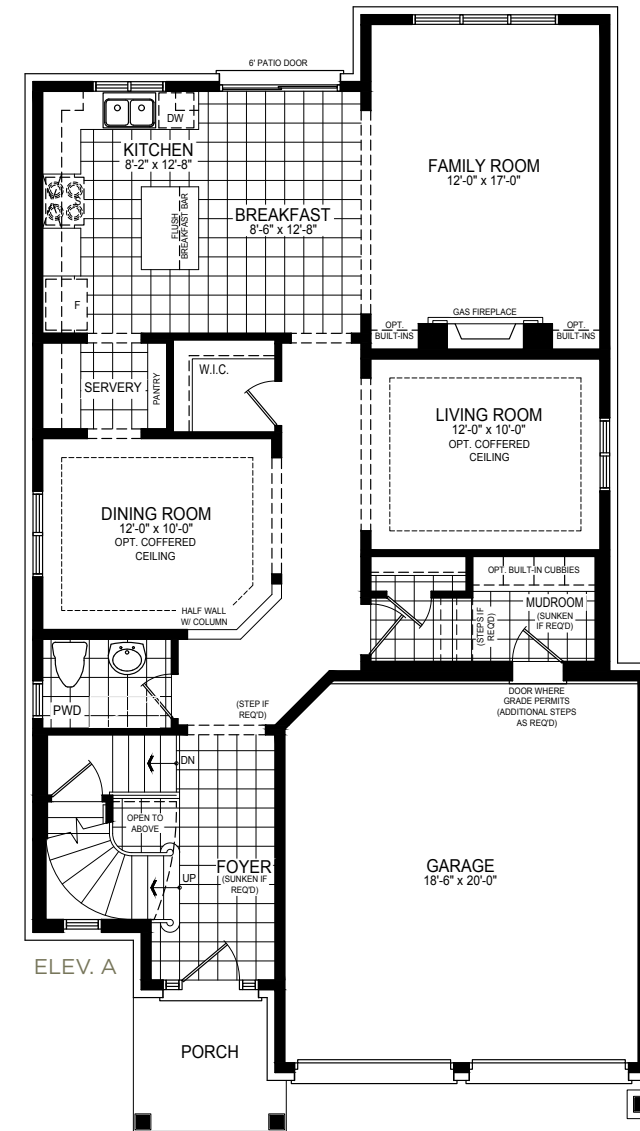 6' PATIO DOOR
DW
KITCHEN
8'-2" x 12'-8"
FAMILY ROOM
12'-0" x 17'-0"
BREAKFAST
8'-6" x 12'-8"
FLUSH
BREAKFAST BAR
F
GAS FIREPLACE
OPT.
BUILT-INS
OPT.
BUILT-INS
SERVERY
PANTRY
W.I.C.
LIVING ROOM
12'-0" x 10'-0"
OPT. COFFERED
CEILING
DINING ROOM
12'-0" x 10'-0"
OPT. COFFERED
CEILING
HALF WALL
W/ COLUMN
OPT. BUILT-IN CUBBIES
MUDROOM
(SUNKEN
IF REQ'D)
(STEPS IF
REQ'D)
PWD
(STEP IF
REQ'D)
DOOR WHERE
GRADE PERMITS
(ADDITIONAL STEPS
AS REQ'D)
DN
OPEN TO
ABOVE
UP
FOYER
(SUNKEN IF
REQ'D)
GARAGE
18'-6" x 20'-0"
ELEV. A
PORCH